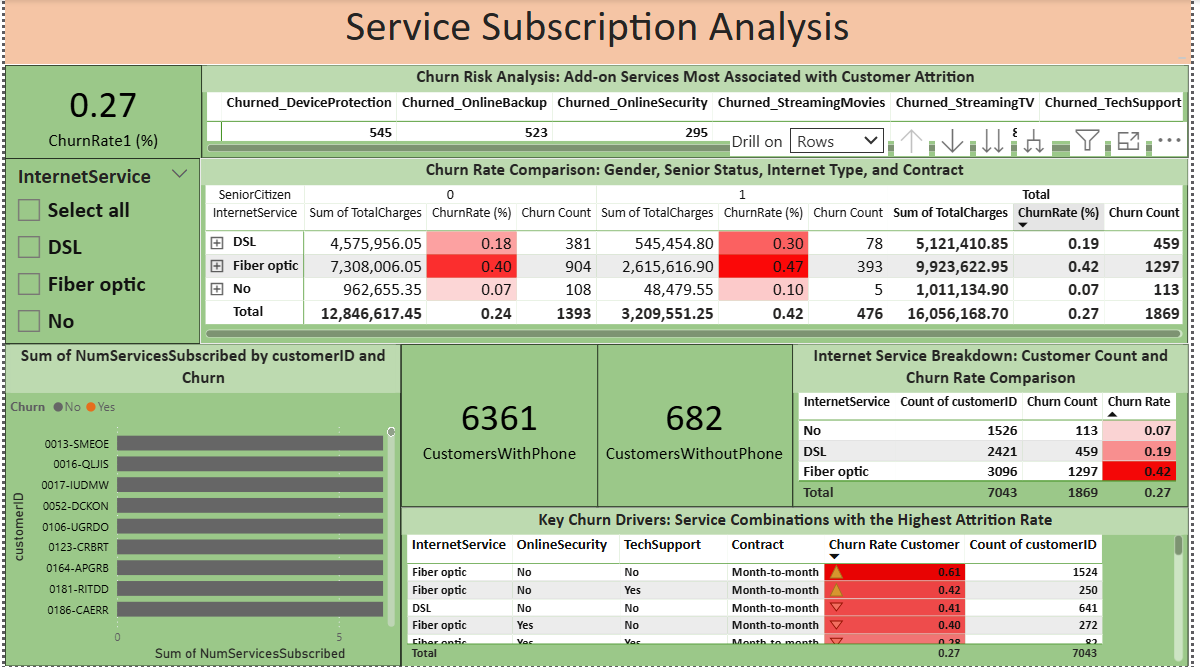 Service Subscription Analysis
0.27
ChurnRate1 (%)
Churn Risk Analysis: Add-on Services Most Associated with Customer Attrition
Churned_DeviceProtection Churned_OnlineBackup Churned_OnlineSecurity Churned_StreamingMovies Churned_StreamingTV Churned_TechSupport
545 523 295
Drill on Rows
InternetService
Select all
DSL
Fiber optic
No
Churn Rate Comparison: Gender, Senior Status, Internet Type, and Contract
SeniorCitizen 0 1 Total
InternetService Sum of TotalCharges ChurnRate (%) Churn Count Sum of TotalCharges ChurnRate (%) Churn Count Sum of TotalCharges ChurnRate (%) Churn Count
DSL 4,575,956.05 0.18 381 545,454.80 0.30 78 5,121,410.85 0.19 459
Fiber optic 7,308,006.05 0.40 904 2,615,616.90 0.47 393 9,923,622.95 0.42 1297
No 962,655.35 0.07 108 48,479.55 0.10 5 1,011,134.90 0.07 113
Total 12,846,617.45 0.24 1393 3,209,551.25 0.42 476 16,056,168.70 0.27 1869
Sum of NumServicesSubscribed by customerID and
Churn
Churn No Yes
customerID
0013-SMEOE
0016-QLJIS
0017-IUDMW
0052-DCKON
0106-UGRDO
0123-CRBRT
0164-APGRB
0181-RITDD
0186-CAERR
0 5
Sum of NumServicesSubscribed
6361
CustomersWithPhone
682
CustomersWithoutPhone
Internet Service Breakdown: Customer Count and
Churn Rate Comparison
InternetService Count of customerID Churn Count Churn Rate
No 1526 113 0.07
DSL 2421 459 0.19
Fiber optic 3096 1297 0.42
Total 7043 1869 0.27
Key Churn Drivers: Service Combinations with the Highest Attrition Rate
InternetService OnlineSecurity TechSupport Contract Churn Rate Customer Count of customerID
Fiber optic No No Month-to-month 0.61 1524
Fiber optic No Yes Month-to-month 0.42 250
DSL No No Month-to-month 0.41 641
Fiber optic Yes No Month-to-month 0.40 272
Fiber optic Yes Yes Month-to-month 0.28 82
Total 0.27 7043